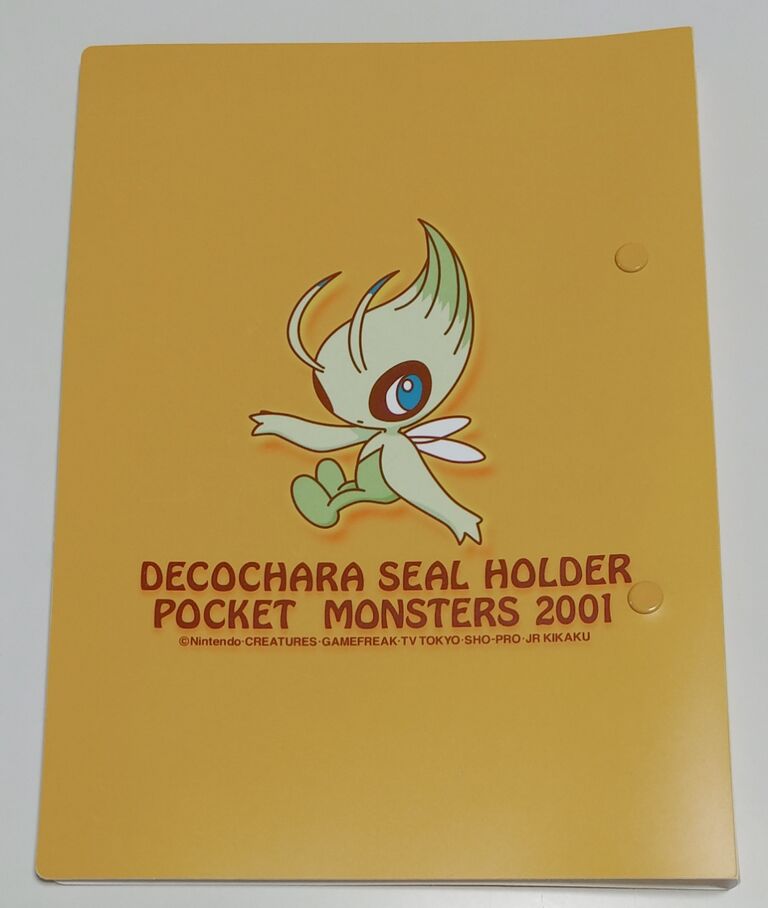 DECOCHARA SEAL HOLDER
POCKET MONSTERS 2001
©Nintendo·CREATURES·GAMEFREAK·TV TOKYO·SHO-PRO·JR KIKAKU